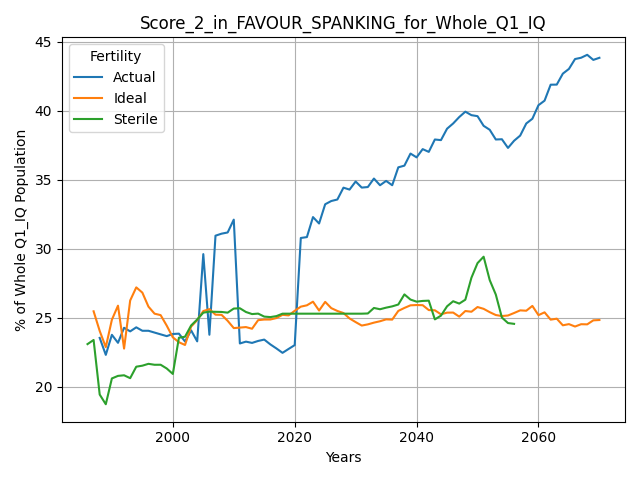 Score_2_in_FAVOUR_SPANKING_for_Whole_Q1_IQ
45
40
35
30
25
20
% of Whole Q1_IQ Population
Fertility
Actual
Ideal
Sterile
2000 2020 2040 2060
Years